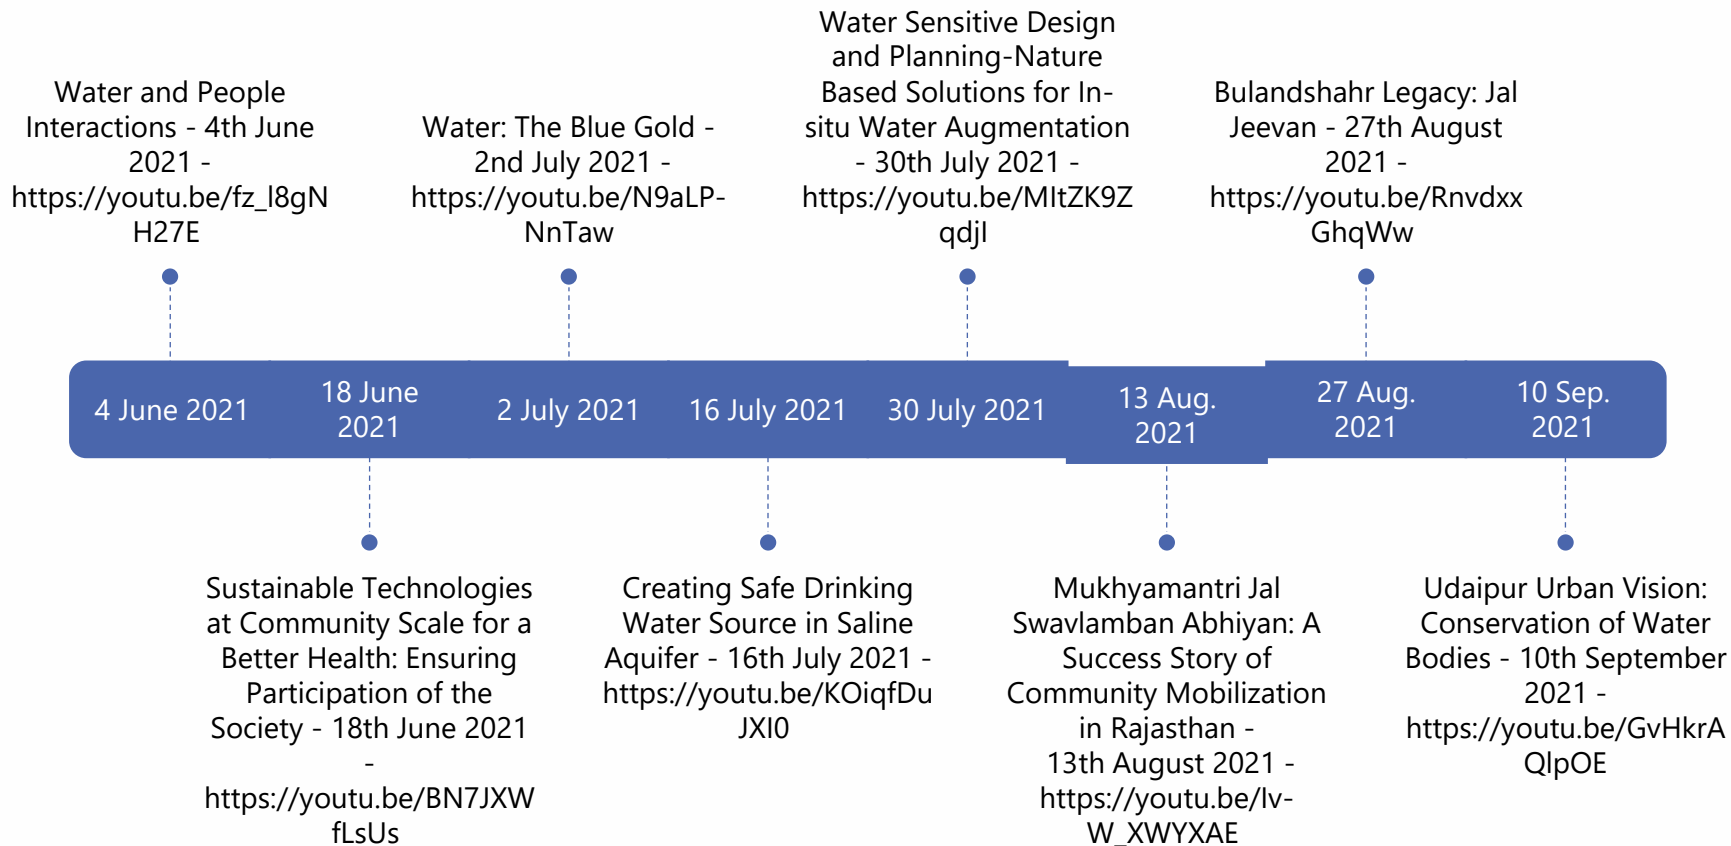 Water and People
Interactions - 4th June
2021 -
https://youtu.be/fz_l8gN
H27E
Water: The Blue Gold -
2nd July 2021 -
https://youtu.be/N9aLP-
NnTaw
Water Sensitive Design
and Planning-Nature
Based Solutions for In-
situ Water Augmentation
- 30th July 2021 -
https://youtu.be/MItZK9Z
qdjI
Bulandshahr Legacy: Jal
Jeevan - 27th August
2021 -
https://youtu.be/Rnvdxx
GhqWw
4 June 2021
18 June
2021
2 July 2021
16 July 2021
30 July 2021
13 Aug.
2021
27 Aug.
2021
10 Sep.
2021
Sustainable Technologies
at Community Scale for a
Better Health: Ensuring
Participation of the
Society - 18th June 2021
-
https://youtu.be/BN7JXW
fLsUs
Creating Safe Drinking
Water Source in Saline
Aquifer - 16th July 2021 -
https://youtu.be/KOiqfDu
JXI0
Mukhyamantri Jal
Swavlamban Abhiyan: A
Success Story of
Community Mobilization
in Rajasthan -
13th August 2021 -
https://youtu.be/Iv-
W_XWYXAE
Udaipur Urban Vision:
Conservation of Water
Bodies - 10th September
2021 -
https://youtu.be/GvHkrA
QlpOE